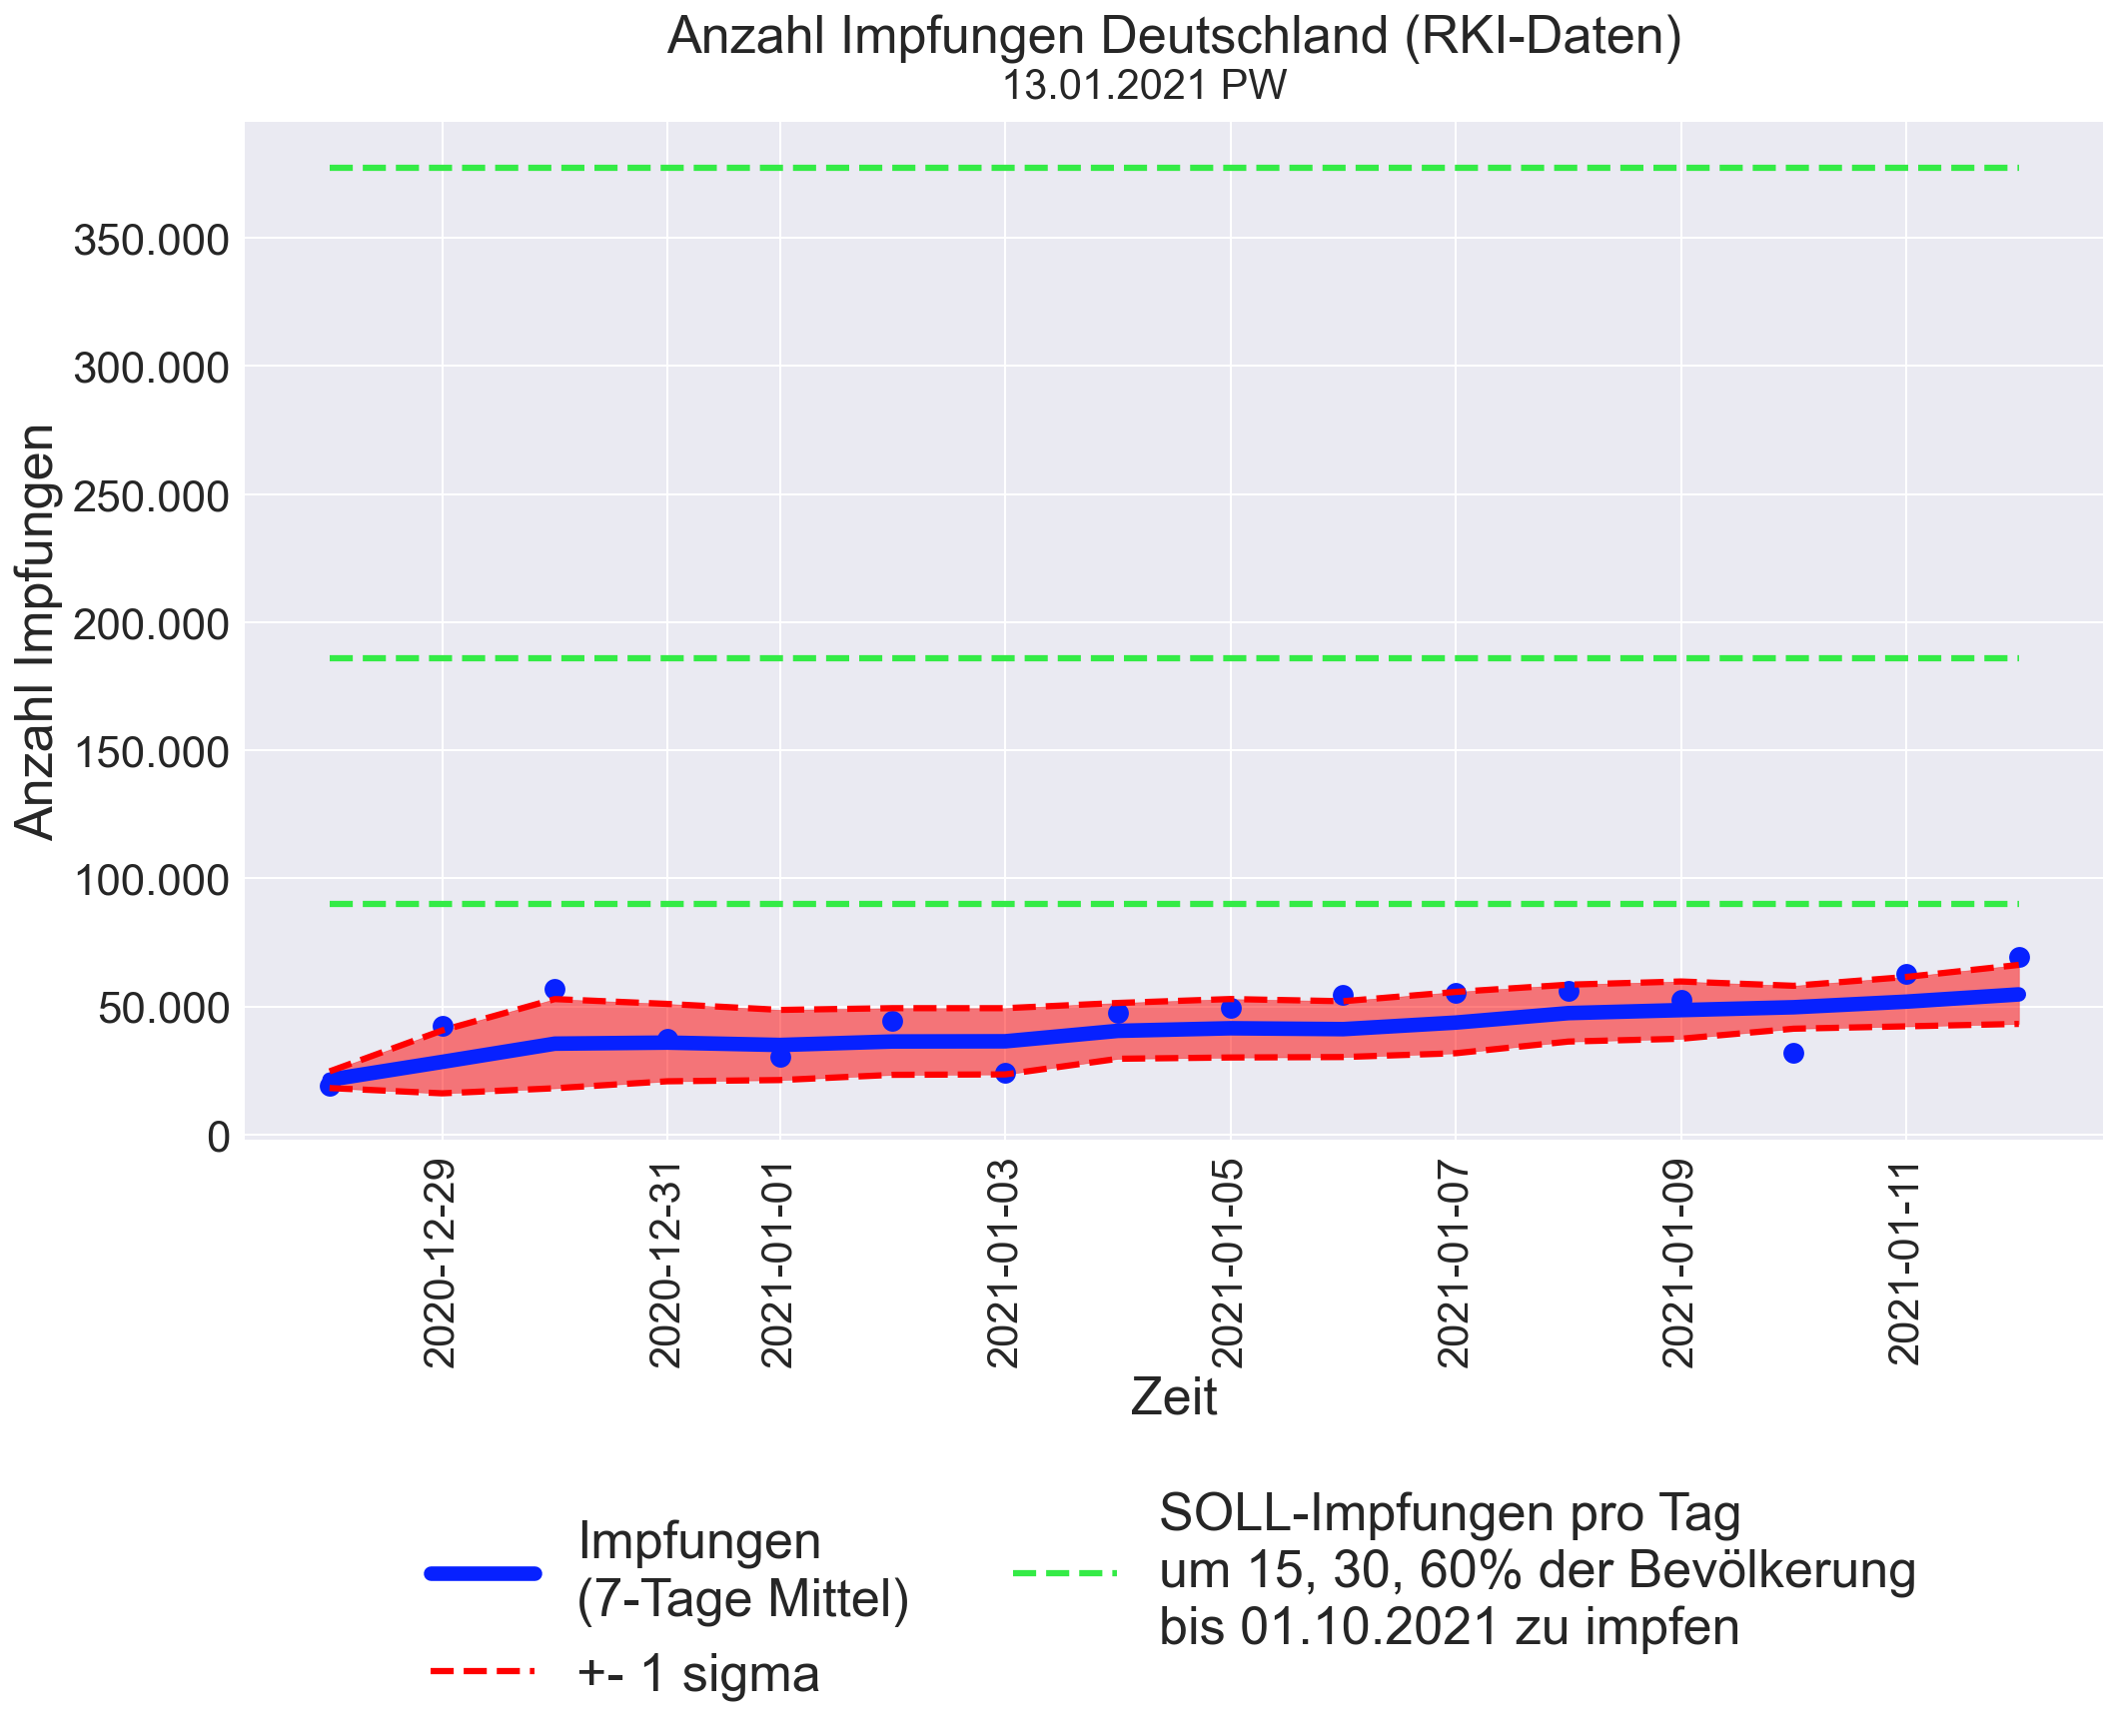 Anzahl Impfungen Deutschland (RKI-Daten)
13.01.2021 PW
Anzahl Impfungen
350.000
300.000
250.000
200.000
150.000
100.000
50.000
0
2020-12-29
2020-12-31
2021-01-01
2021-01-03
2021-01-05
2021-01-07
2021-01-09
2021-01-11
Zeit
Impfungen
(7-Tage Mittel)
+- 1 sigma
SOLL-Impfungen pro Tag
um 15, 30, 60% der Bevölkerung
bis 01.10.2021 zu impfen